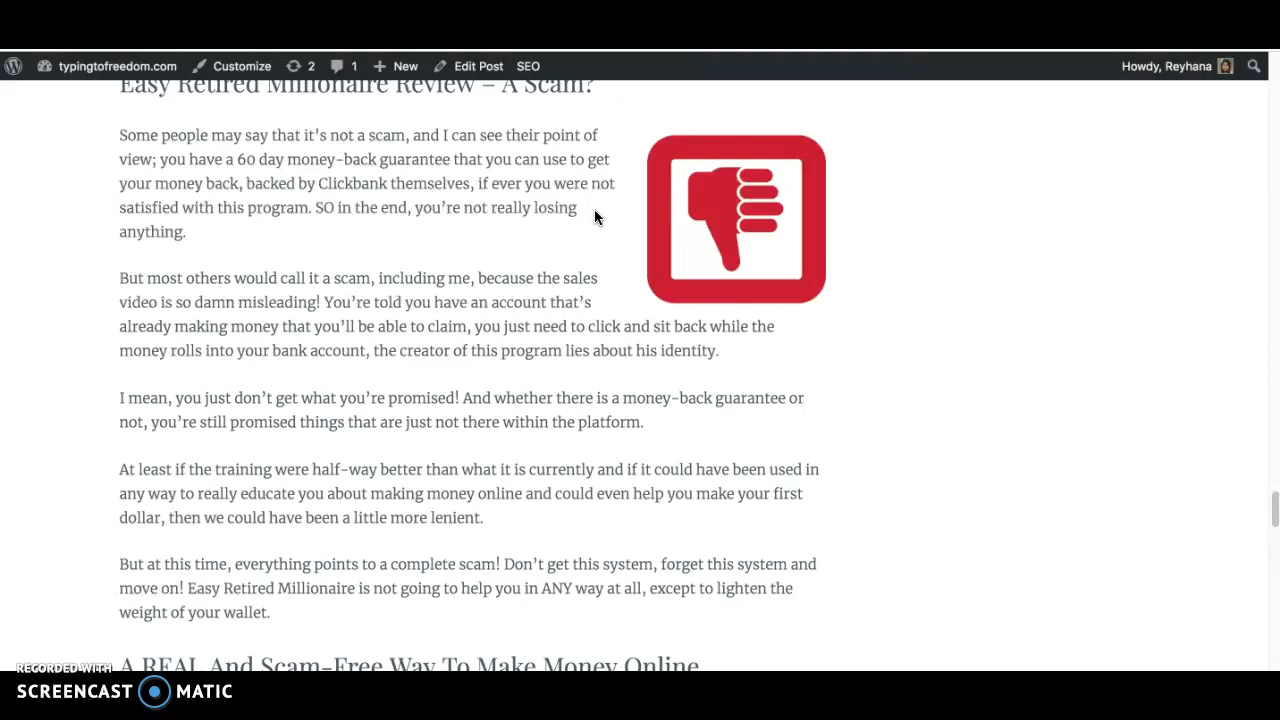 typingtofreedom.com Customize 2 1 New Edit Post SEO Howdy, Reyhana
Easy Retired Millionaire Review – A Scam?
Some people may say that it's not a scam, and I can see their point of
view; you have a 60 day money-back guarantee that you can use to get
your money back, backed by Clickbank themselves, if ever you were not
satisfied with this program. SO in the end, you're not really losing
anything.
But most others would call it a scam, including me, because the sales
video is so damn misleading! You're told you have an account that's
already making money that you'll be able to claim, you just need to click and sit back while the
money rolls into your bank account, the creator of this program lies about his identity.
I mean, you just don't get what you're promised! And whether there is a money-back guarantee or
not, you're still promised things that are just not there within the platform.
At least if the training were half-way better than what it is currently and if it could have been used in
any way to really educate you about making money online and could even help you make your first
dollar, then we could have been a little more lenient.
But at this time, everything points to a complete scam! Don't get this system, forget this system and
move on! Easy Retired Millionaire is not going to help you in ANY way at all, except to lighten the
weight of your wallet.
A REAL And Scam-Free Way To Make Money Online
RECORDED WITH
SCREENCAST MATIC